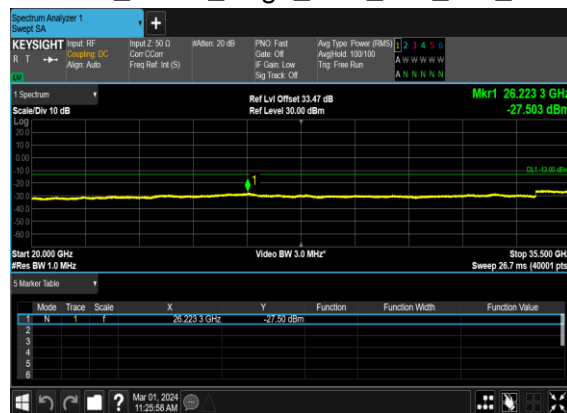 Spectrum Analyzer 1
Swept SA
+
KEYSIGHT
R T
Input: RF
Coupling: DC
Align: Auto
Input Z: 50 Ω
Corr CCorr
Freq Ref: Int (S)
#Atten: 20 dB
PNO: Fast
Gate: Off
IF Gain: Low
Sig Track: Off
Avg Type: Power (RMS)
Avg|Hold: 100/100
Trig: Free Run
1 2 3 4 5 6
A W W W W W
A N N N N N
1 Spectrum
Scale/Div 10 dB
Ref Lvl Offset 33.47 dB
Ref Level 30.00 dBm
Mkr1 26.223 3 GHz
-27.503 dBm
Log
20.0
10.0
0.00
-10.0
-20.0
-30.0
-40.0
-50.0
-60.0
DL1 -13.00 dBm
1
Start 20.000 GHz
#Res BW 1.0 MHz
Video BW 3.0 MHz*
Stop 35.500 GHz
Sweep 26.7 ms (40001 pts)
5 Marker Table
Mode Trace Scale X Y Function Function Width Function Value
1 N 1 f 26.223 3 GHz -27.50 dBm
2
3
4
5
6
?
Mar 01, 2024
11:25:58 AM